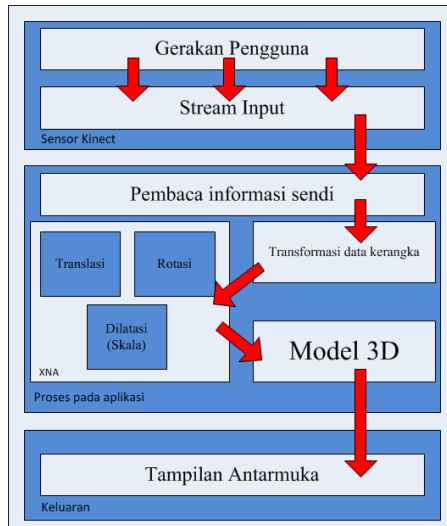 Gerakan Pengguna
Stream Input
Sensor Kinect
Pembaca informasi sendi
Translasi
Rotasi
Transformasi data kerangka
Dilatasi
(Skala)
Model 3D
XNA
Proses pada aplikasi
Tampilan Antarmuka
Keluaran